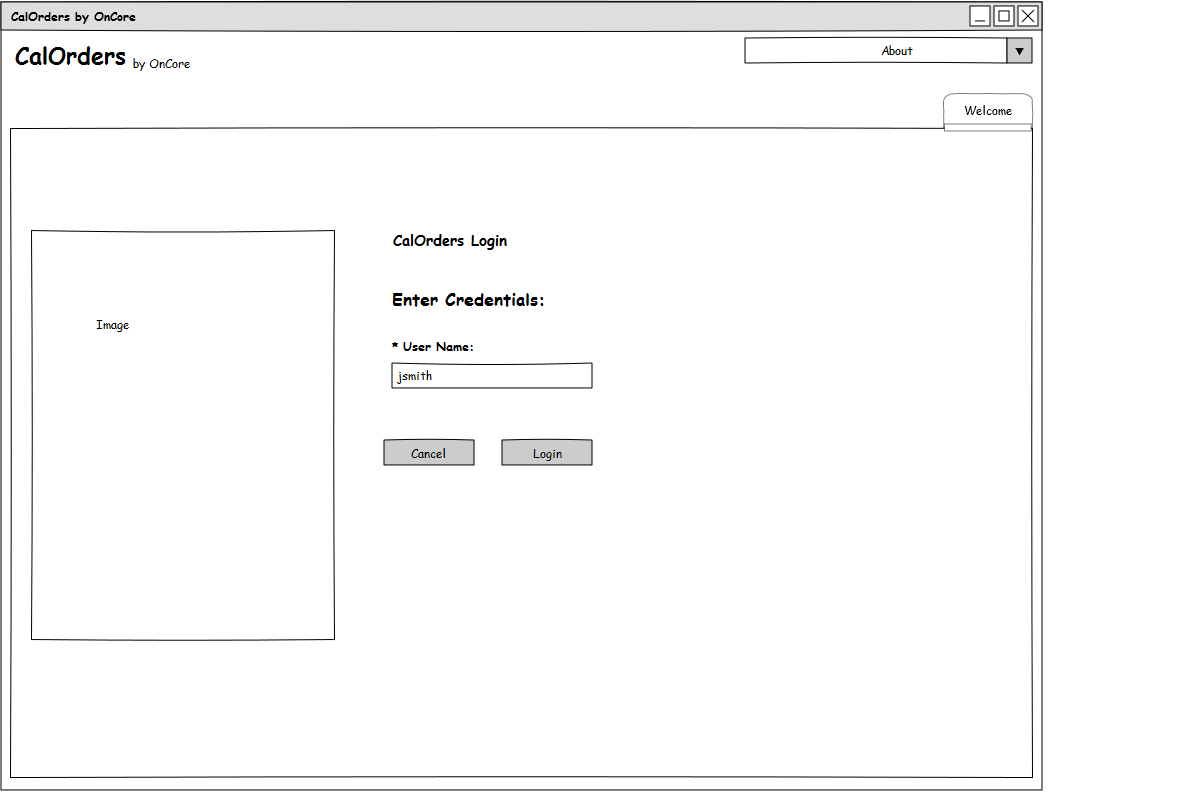 CalOrders by OnCore
CalOrders by OnCore
About
Welcome
CalOrders Login
Enter Credentials:
Image
* User Name:
jsmith
Cancel
Login